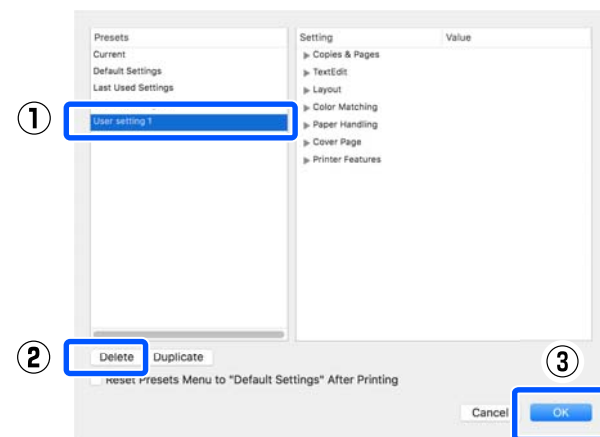 Presets
Setting
Value
Current
Default Settings
Last Used Settings
User setting 1
Copies & Pages
TextEdit
Layout
Color Matching
Paper Handling
Cover Page
Printer Features
1
2
Delete
Duplicate
3
Reset Presets Menu to "Default Settings" After Printing
Cancel
OK